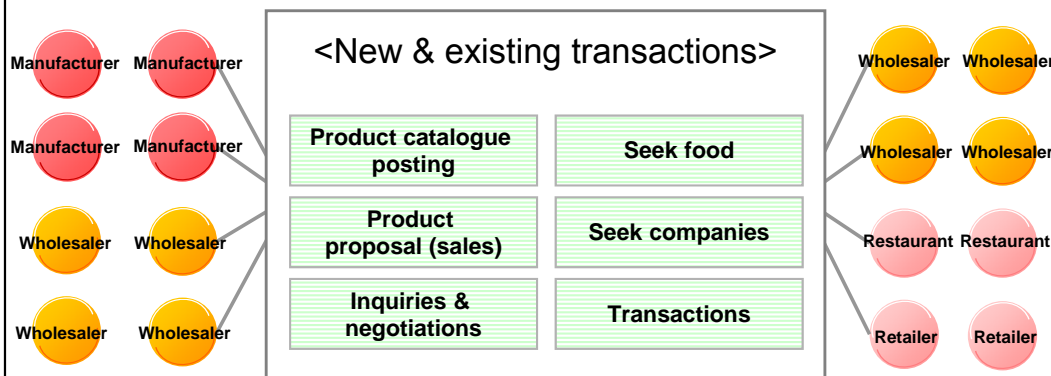 <New & existing transactions>
Manufacturer
Manufacturer
Manufacturer
Manufacturer
Wholesaler
Wholesaler
Wholesaler
Wholesaler
Product catalogue
posting
Seek food
Product
proposal (sales)
Seek companies
Inquiries &
negotiations
Transactions
Wholesaler
Wholesaler
Wholesaler
Wholesaler
Restaurant
Restaurant
Retailer
Retailer